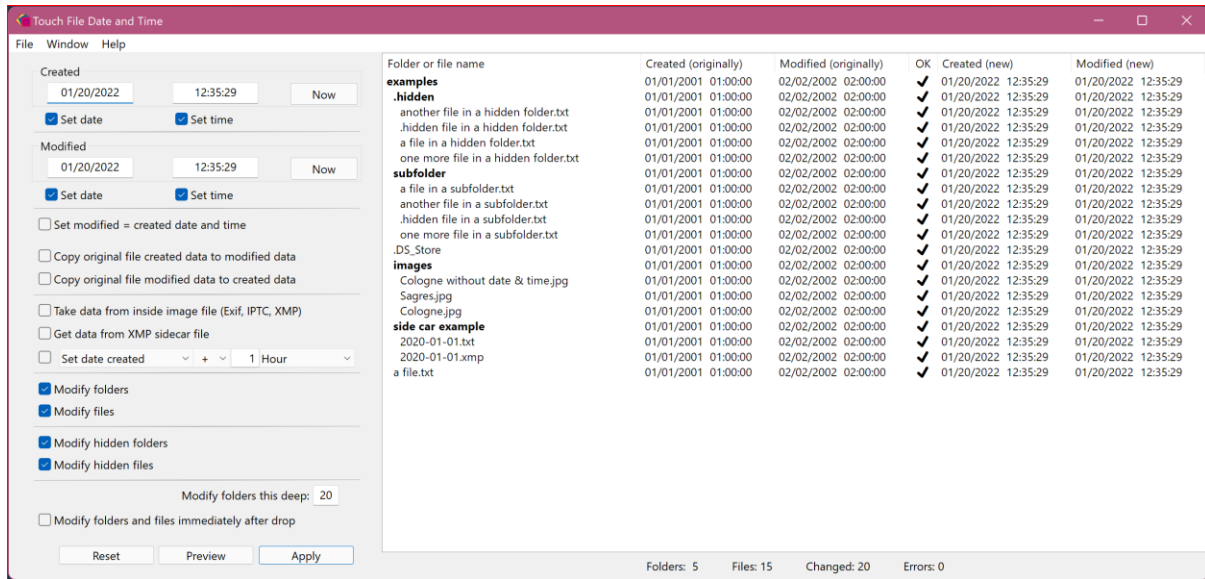 Touch File Date and Time
File Window Help
Created
01/20/2022 12:35:29 Now
Set date Set time
Modified
01/20/2022 12:35:29 Now
Set date Set time
Set modified = created date and time
Copy original file created data to modified data
Copy original file modified data to created data
Take data from inside image file (Exif, IPTC, XMP)
Get data from XMP sidecar file
Set date created + 1 Hour
Modify folders
Modify files
Modify hidden folders
Modify hidden files
Modify folders this deep: 20
Modify folders and files immediately after drop
Reset Preview Apply
Folder or file name Created (originally) Modified (originally) OK Created (new) Modified (new)
examples 01/01/2001 01:00:00 02/02/2002 02:00:00 ✔ 01/20/2022 12:35:29 01/20/2022 12:35:29
.hidden 01/01/2001 01:00:00 02/02/2002 02:00:00 ✔ 01/20/2022 12:35:29 01/20/2022 12:35:29
another file in a hidden folder.txt 01/01/2001 01:00:00 02/02/2002 02:00:00 ✔ 01/20/2022 12:35:29 01/20/2022 12:35:29
.hidden file in a hidden folder.txt 01/01/2001 01:00:00 02/02/2002 02:00:00 ✔ 01/20/2022 12:35:29 01/20/2022 12:35:29
a file in a hidden folder.txt 01/01/2001 01:00:00 02/02/2002 02:00:00 ✔ 01/20/2022 12:35:29 01/20/2022 12:35:29
one more file in a hidden folder.txt 01/01/2001 01:00:00 02/02/2002 02:00:00 ✔ 01/20/2022 12:35:29 01/20/2022 12:35:29
subfolder 01/01/2001 01:00:00 02/02/2002 02:00:00 ✔ 01/20/2022 12:35:29 01/20/2022 12:35:29
a file in a subfolder.txt 01/01/2001 01:00:00 02/02/2002 02:00:00 ✔ 01/20/2022 12:35:29 01/20/2022 12:35:29
another file in a subfolder.txt 01/01/2001 01:00:00 02/02/2002 02:00:00 ✔ 01/20/2022 12:35:29 01/20/2022 12:35:29
.hidden file in a subfolder.txt 01/01/2001 01:00:00 02/02/2002 02:00:00 ✔ 01/20/2022 12:35:29 01/20/2022 12:35:29
one more file in a subfolder.txt 01/01/2001 01:00:00 02/02/2002 02:00:00 ✔ 01/20/2022 12:35:29 01/20/2022 12:35:29
.DS_Store 01/01/2001 01:00:00 02/02/2002 02:00:00 ✔ 01/20/2022 12:35:29 01/20/2022 12:35:29
images 01/01/2001 01:00:00 02/02/2002 02:00:00 ✔ 01/20/2022 12:35:29 01/20/2022 12:35:29
Cologne without date & time.jpg 01/01/2001 01:00:00 02/02/2002 02:00:00 ✔ 01/20/2022 12:35:29 01/20/2022 12:35:29
Sagres.jpg 01/01/2001 01:00:00 02/02/2002 02:00:00 ✔ 01/20/2022 12:35:29 01/20/2022 12:35:29
Cologne.jpg 01/01/2001 01:00:00 02/02/2002 02:00:00 ✔ 01/20/2022 12:35:29 01/20/2022 12:35:29
side car example 01/01/2001 01:00:00 02/02/2002 02:00:00 ✔ 01/20/2022 12:35:29 01/20/2022 12:35:29
2020-01-01.txt 01/01/2001 01:00:00 02/02/2002 02:00:00 ✔ 01/20/2022 12:35:29 01/20/2022 12:35:29
2020-01-01.xmp 01/01/2001 01:00:00 02/02/2002 02:00:00 ✔ 01/20/2022 12:35:29 01/20/2022 12:35:29
a file.txt 01/01/2001 01:00:00 02/02/2002 02:00:00 ✔ 01/20/2022 12:35:29 01/20/2022 12:35:29
Folders: 5 Files: 15 Changed: 20 Errors: 0